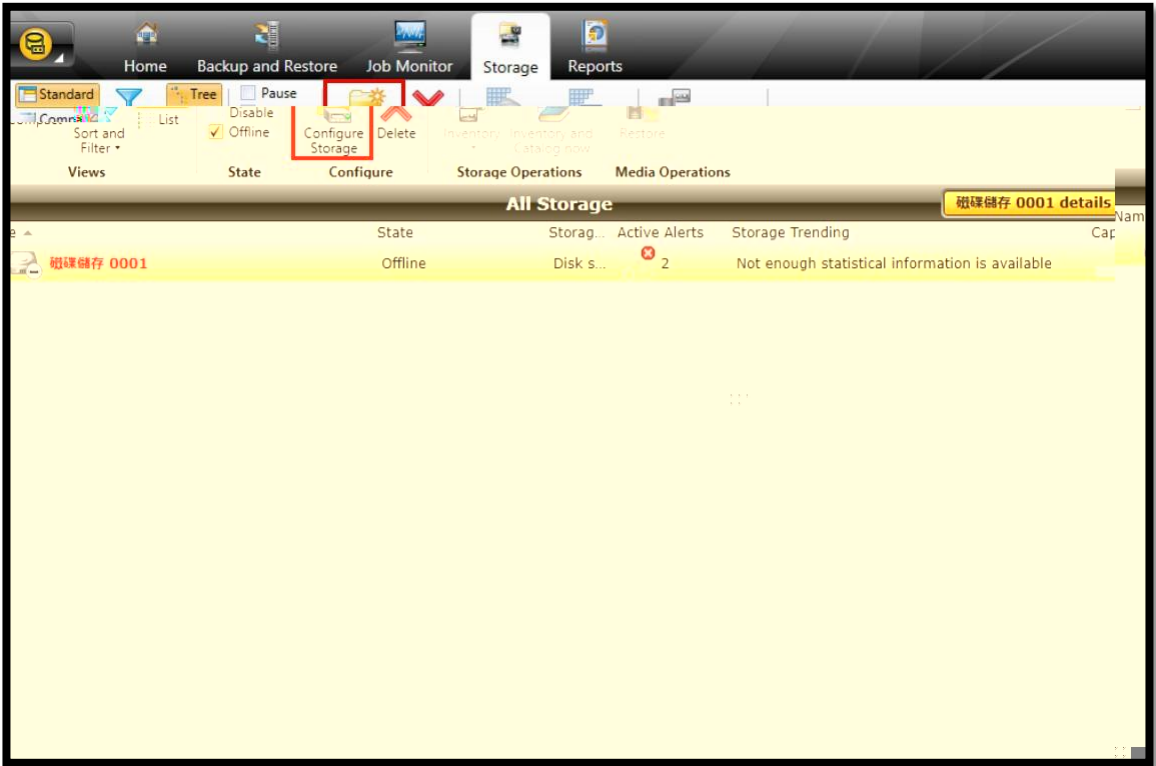 Home Backup and Restore Job Monitor Storage Reports
Standard Tree Pause
Disable
List
Sort and Offline Configure Delete Inventory Inventory and Restore
Filter Storage Catalog now
Views State Configure Storage Operations Media Operations
All Storage 磁碟儲存 0001 details
Nam
e State Storag... Active Alerts Storage Trending Cap
磁碟儲存 0001 Offline Disk s... 2 Not enough statistical information is available